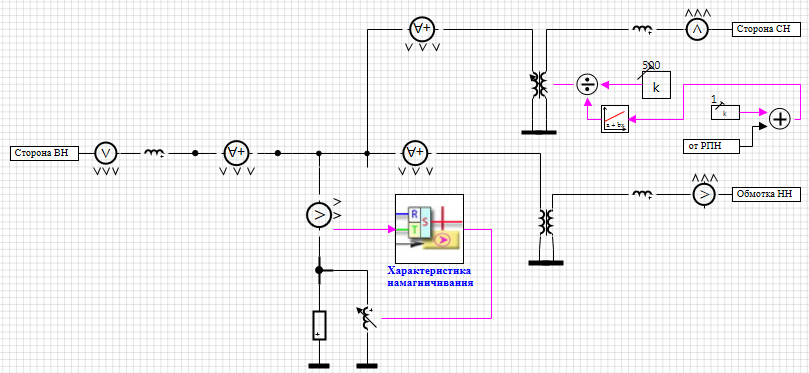 Сторона СН
500
k
1
k
от РПН
Сторона ВН
R
S
T
Обмотка НН
Характеристика
намагничивания